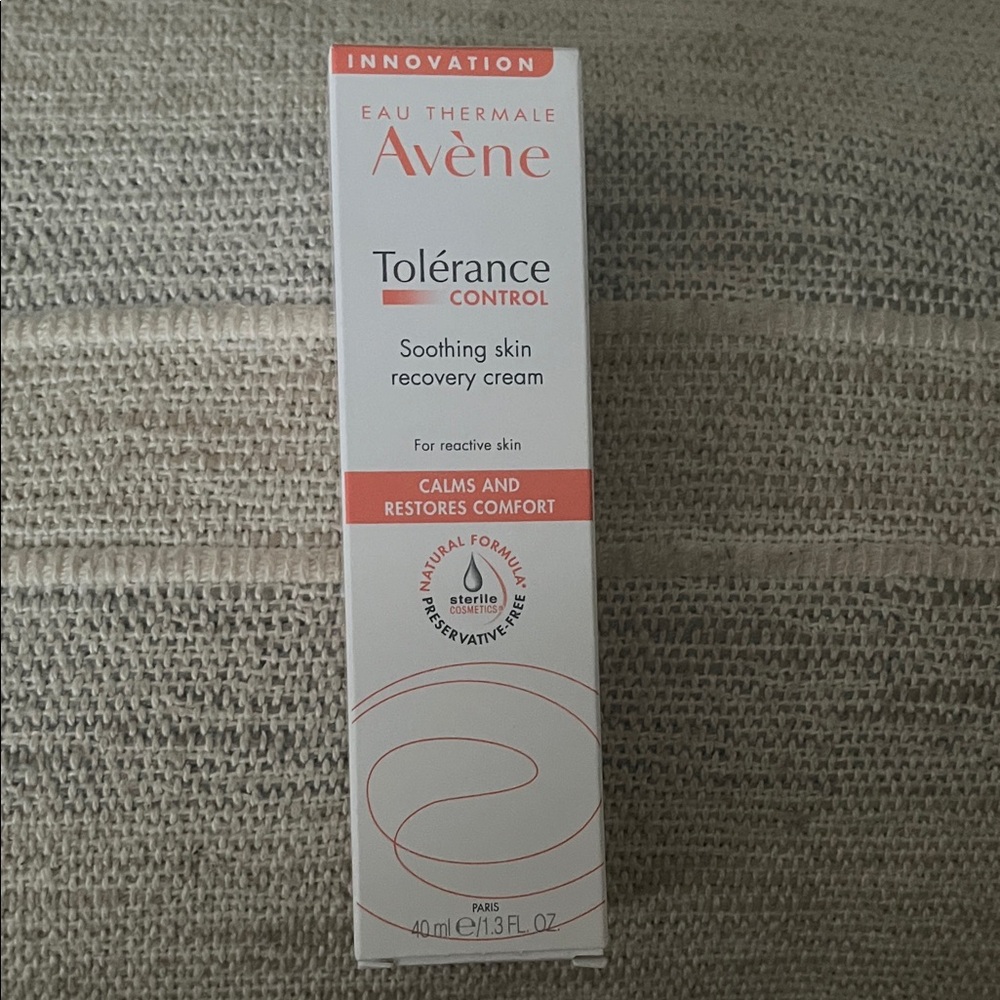 INNOVATION
EAU THERMALE
Avène
Tolérance
CONTROL
Soothing skin
recovery cream
For reactive skin
CALMS AND
RESTORES COMFORT
NATURAL FORMULA*
sterile
COSMETICS®
PRESERVATIVE-FREE
PARIS
40 ml ℮/1.3 FL. OZ.